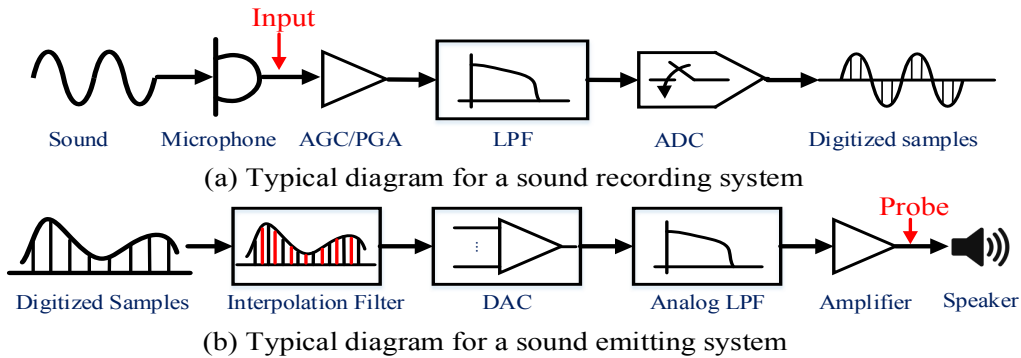 Input
Sound Microphone AGC/PGA LPF ADC Digitized samples
(a) Typical diagram for a sound recording system
Probe
Digitized Samples Interpolation Filter DAC Analog LPF Amplifier Speaker
(b) Typical diagram for a sound emitting system